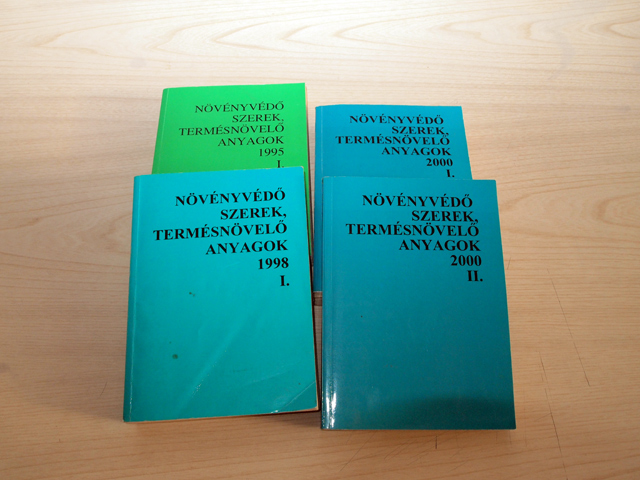 NÖVÉNYVÉDŐ
SZEREK,
TERMÉSNÖVELŐ
ANYAGOK
1995
I.
NÖVÉNYVÉDŐ
SZEREK,
TERMÉSNÖVELŐ
ANYAGOK
2000
I.
NÖVÉNYVÉDŐ
SZEREK,
TERMÉSNÖVELŐ
ANYAGOK
1998
I.
NÖVÉNYVÉDŐ
SZEREK,
TERMÉSNÖVELŐ
ANYAGOK
2000
II.